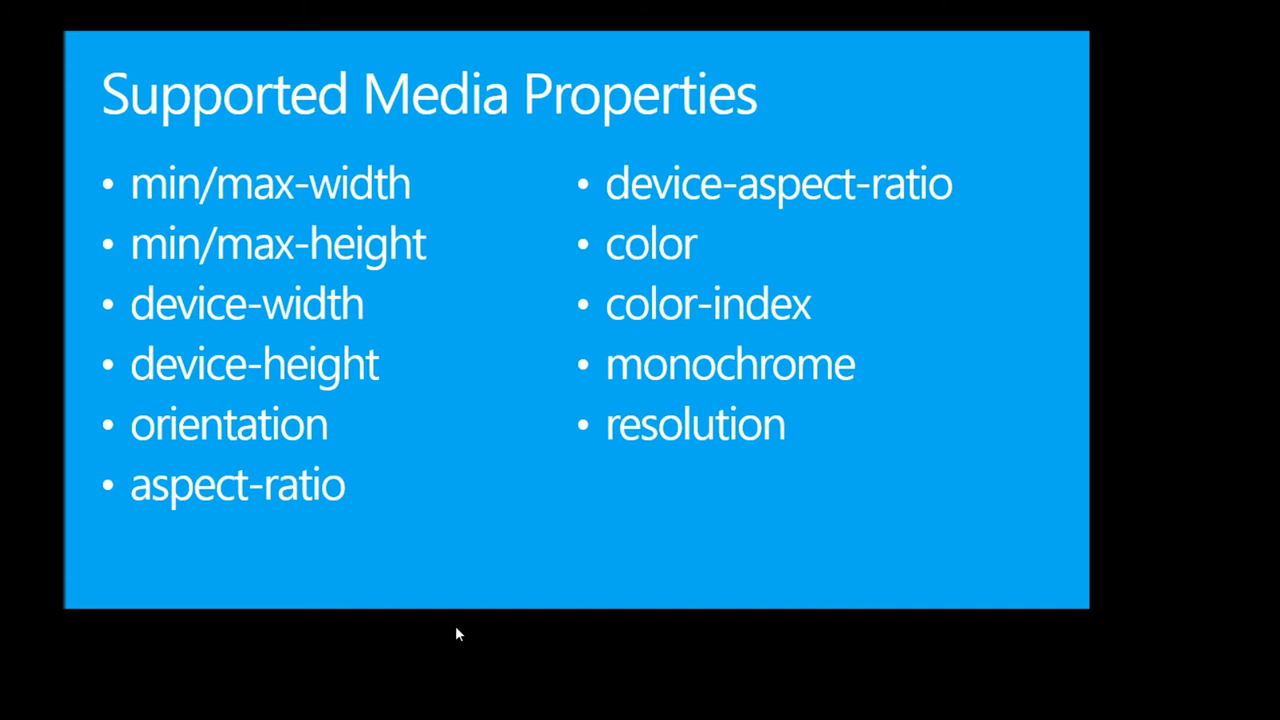 Supported Media Properties
• min/max-width
• min/max-height
• device-width
• device-height
• orientation
• aspect-ratio
• device-aspect-ratio
• color
• color-index
• monochrome
• resolution